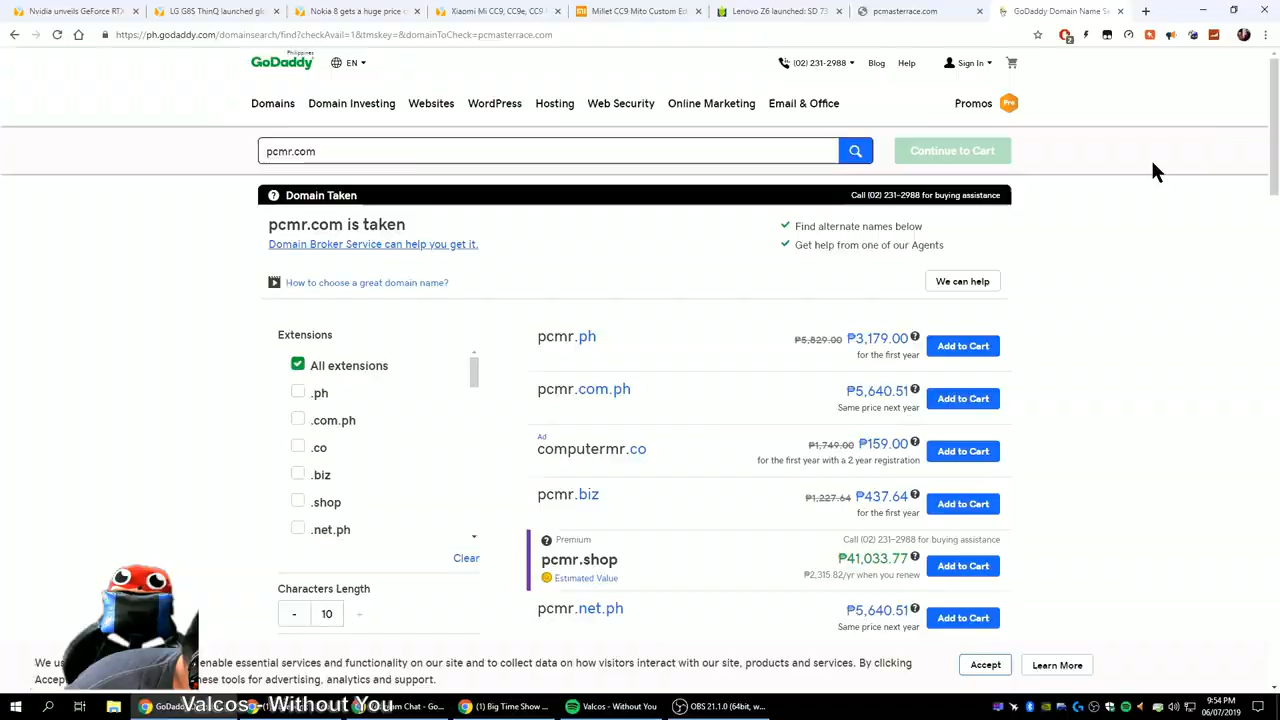 Nvidia unveils GeForce RTX
LG G8S ThinQ launched glo
Nokia 8 gets a huge price c
Xiaomi Mi CC9, CC9e, CC9
Millet CC9 Mito Custom Ed
Lenovo Z6 launched: SD 73
pcmasterrace.com
GoDaddy Domain Name S
https://ph.godaddy.com/domainsearch/find?checkAvail=1&tmskey=&domainToCheck=pcmasterrace.com
Philippines
GoDaddy
EN
(02) 231-2988
Blog
Help
Sign In
Domains
Domain Investing
Websites
WordPress
Hosting
Web Security
Online Marketing
Email & Office
Promos
Pro
pcmr.com
Continue to Cart
Domain Taken
Call (02) 231-2988 for buying assistance
pcmr.com is taken
Domain Broker Service can help you get it.
Find alternate names below
Get help from one of our Agents
How to choose a great domain name?
We can help
Extensions
All extensions
.ph
.com.ph
.co
.biz
.shop
.net.ph
Clear
Characters Length
- 10 +
pcmr.ph
₱5,829.00 ₱3,179.00
for the first year
Add to Cart
pcmr.com.ph
₱5,640.51
Same price next year
Add to Cart
Ad
computermr.co
₱1,749.00 ₱159.00
for the first year with a 2 year registration
Add to Cart
pcmr.biz
₱1,227.64 ₱437.64
for the first year
Add to Cart
Premium
Call (02) 231-2988 for buying assistance
pcmr.shop
₱41,033.77
Estimated Value
₱2,315.82/yr when you renew
Add to Cart
pcmr.net.ph
₱5,640.51
Same price next year
Add to Cart
We u enable essential services and functionality on our site and to collect data on how visitors interact with our site, products and services. By clicking
Accept these tools for advertising, analytics and support.
Accept
Learn More
Valcos - Without You
GoDaddy
am Chat - Go...
(1) Big Time Show ...
Valcos - Without You
OBS 21.1.0 (64bit, w...
9:54 PM
06/07/2019